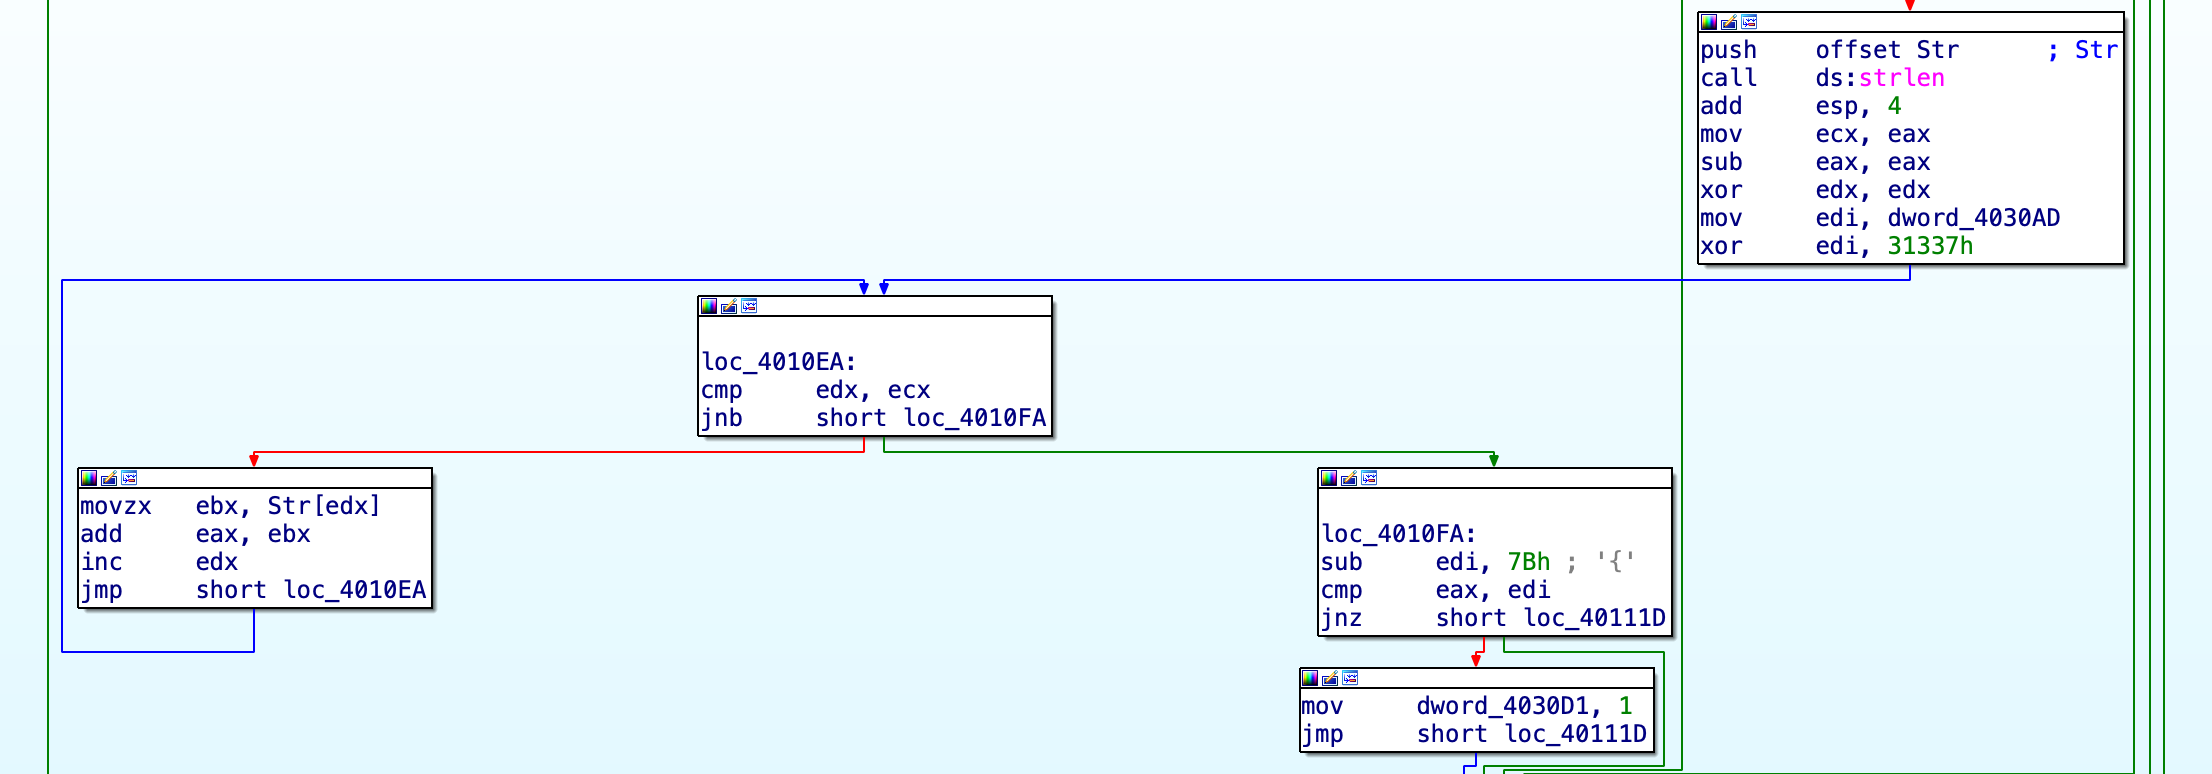 push    offset Str      ; Str
call    ds:strlen
add     esp, 4
mov     ecx, eax
sub     eax, eax
xor     edx, edx
mov     edi, dword_4030AD
xor     edi, 31337h
loc_4010EA:
cmp     edx, ecx
jnb     short loc_4010FA
movzx   ebx, Str[edx]
add     eax, ebx
inc     edx
jmp     short loc_4010EA
loc_4010FA:
sub     edi, 7Bh ; '{'
cmp     eax, edi
jnz     short loc_40111D
mov     dword_4030D1, 1
jmp     short loc_40111D